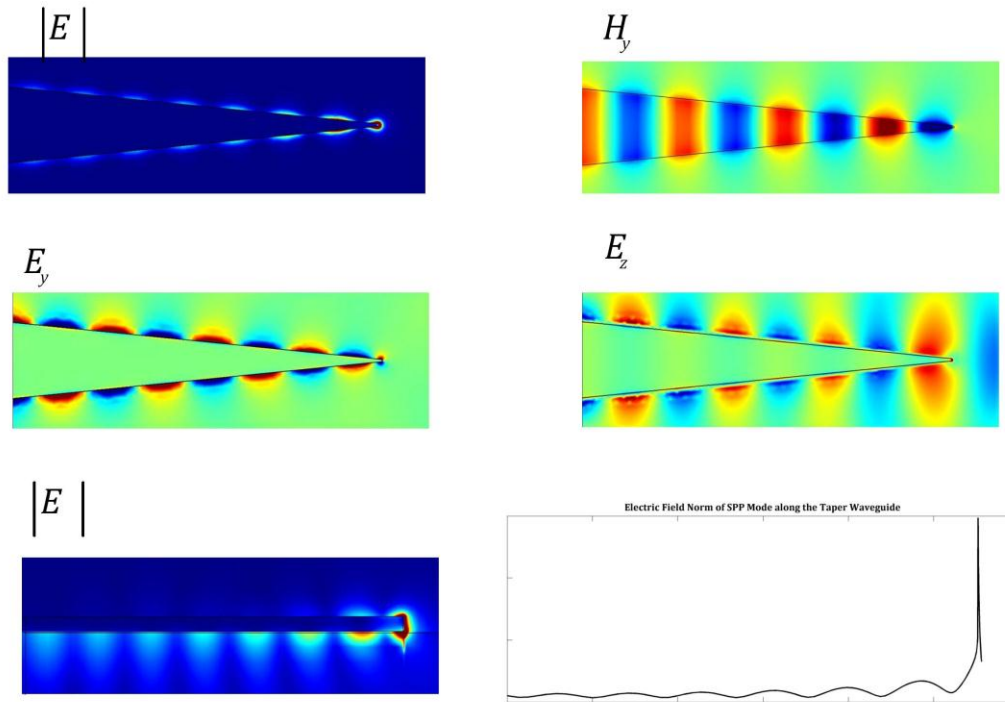 |E|
H_y
E_y
E_z
|E|
Electric Field Norm of SPP Mode along the Taper Waveguide